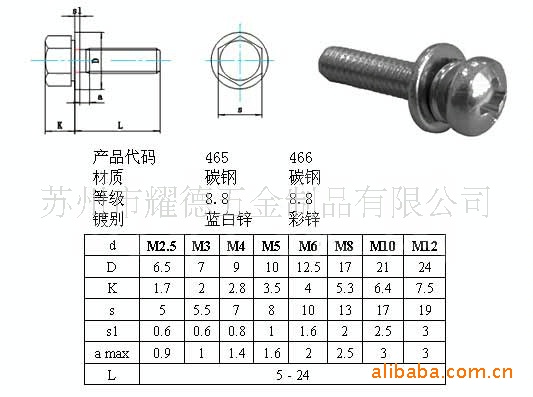 s1
D
a
K
L
s
产品代码 465 466
材质 碳钢 碳钢
等级 8.8 8.8
镀别 蓝白锌 彩锌
苏州市耀德五金制品有限公司
d M2.5 M3 M4 M5 M6 M8 M10 M12
D 6.5 7 9 10 12.5 17 21 24
K 1.7 2 2.8 3.5 4 5.3 6.4 7.5
s 5 5.5 7 8 10 13 17 19
s1 0.6 0.6 0.8 1 1.6 2 2.5 3
a max 0.9 1 1.4 1.6 2 2.5 3 3
L 5 - 24
阿里巴巴
alibaba.com.cn